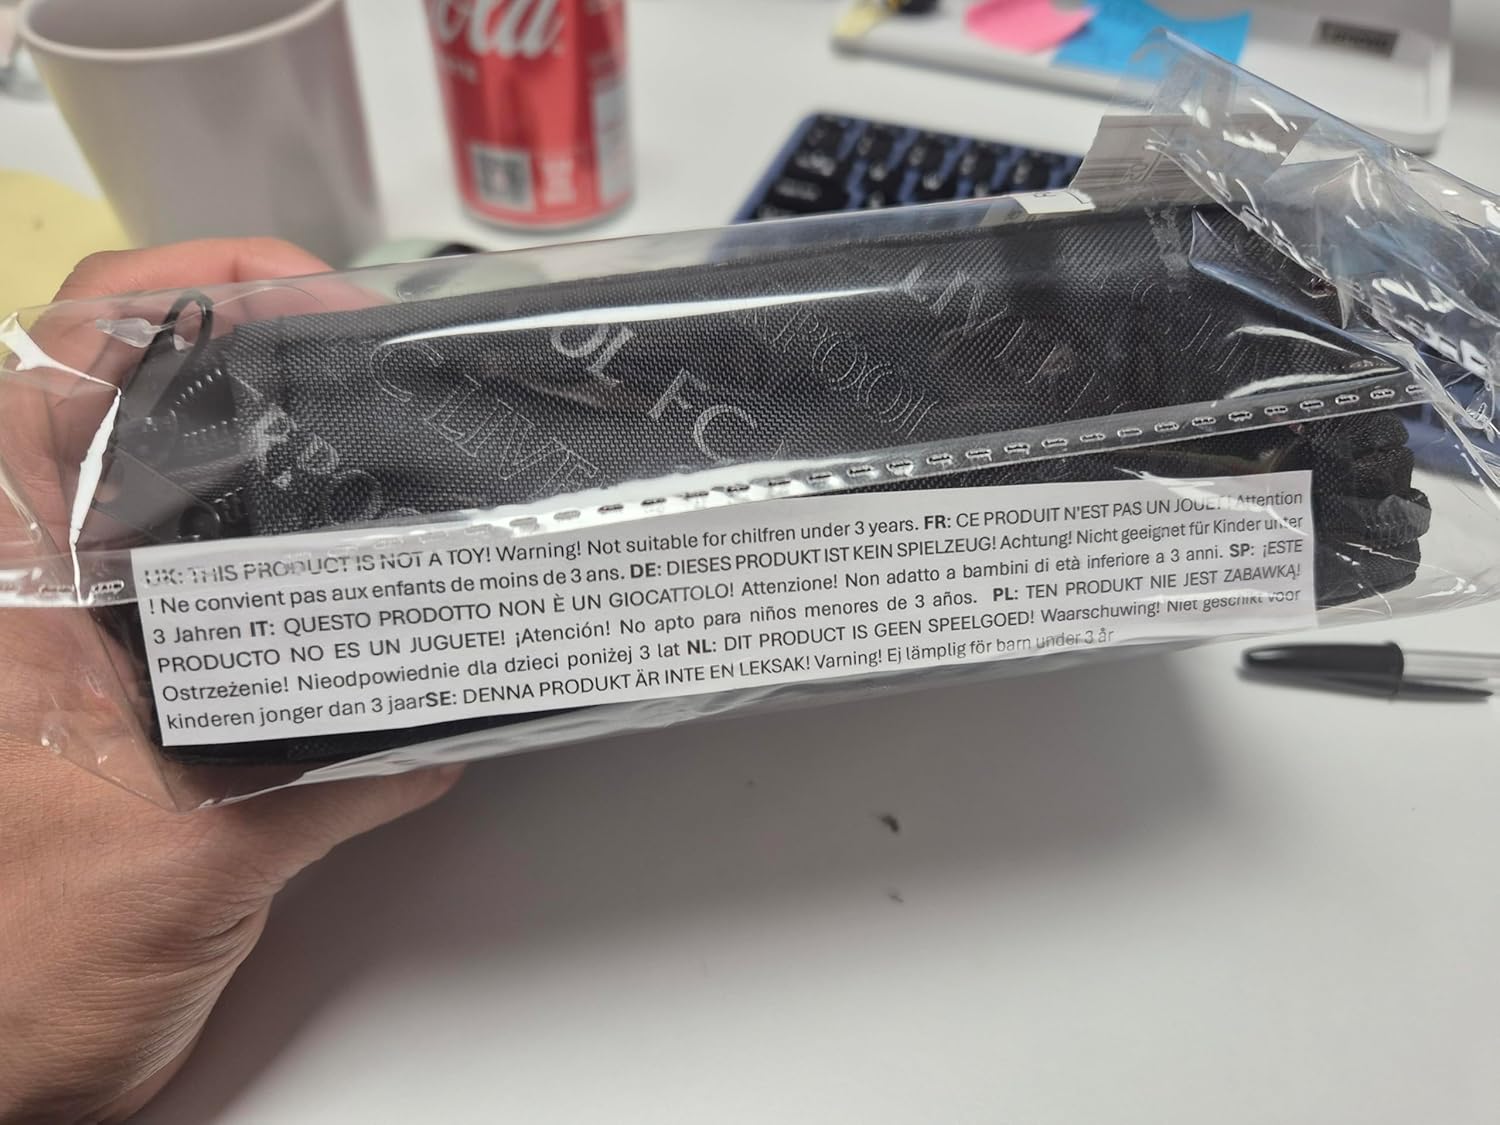 ola
Lenovo
C LIVE
OL FC
UK: THIS PRODUCT IS NOT A TOY! Warning! Not suitable for chilfren under 3 years. FR: CE PRODUIT N'EST PAS UN JOUET! Attention
! Ne convient pas aux enfants de moins de 3 ans. DE: DIESES PRODUKT IST KEIN SPIELZEUG! Achtung! Nicht geeignet für Kinder unter
3 Jahren IT: QUESTO PRODOTTO NON È UN GIOCATTOLO! Attenzione! Non adatto a bambini di età inferiore a 3 anni. SP: ¡ESTE
PRODUCTO NO ES UN JUGUETE! ¡Atención! No apto para niños menores de 3 años. PL: TEN PRODUKT NIE JEST ZABAWKĄ!
Ostrzeżenie! Nieodpowiednie dla dzieci poniżej 3 lat NL: DIT PRODUCT IS GEEN SPEELGOED! Waarschuwing! Niet geschikt voor
kinderen jonger dan 3 jaarSE: DENNA PRODUKT ÄR INTE EN LEKSAK! Varning! Ej lämplig för barn under 3 år